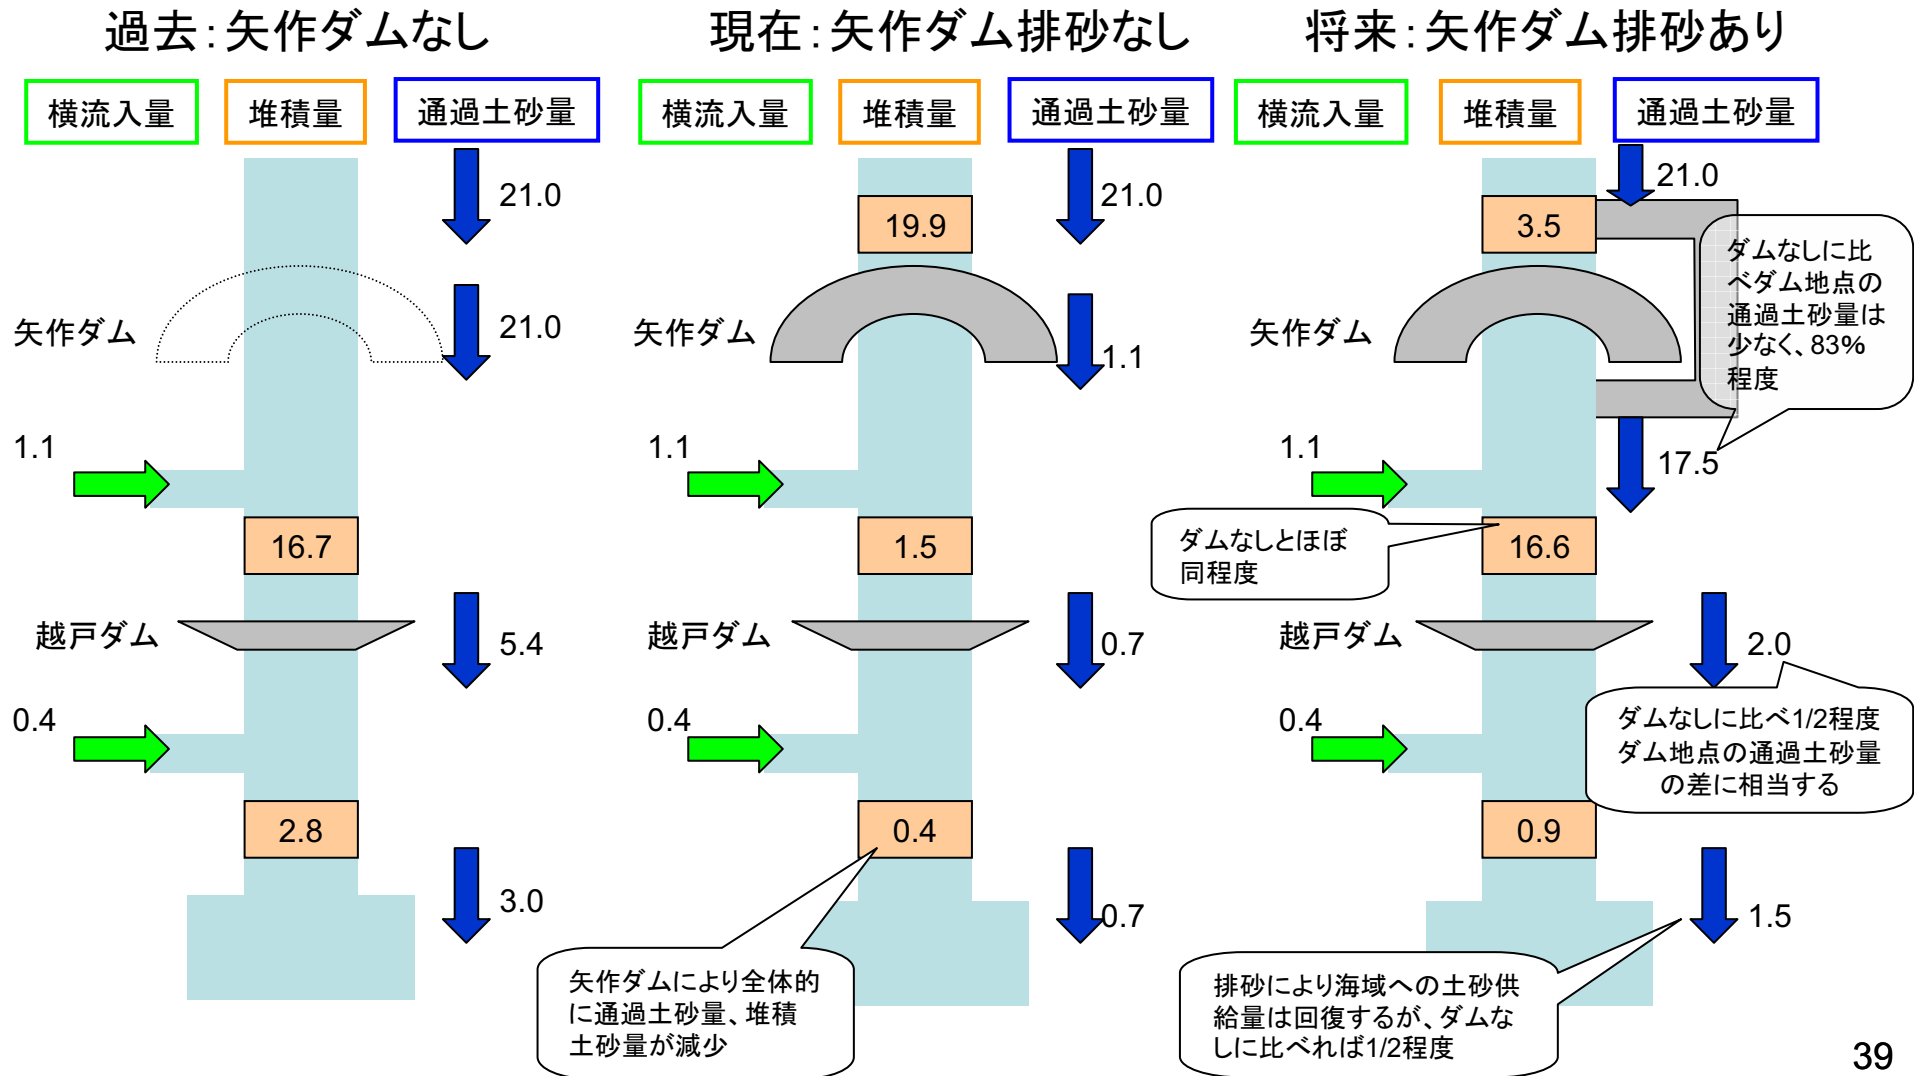 過去:矢作ダムなし
横流入量
堆積量
通過土砂量
21.0
矢作ダム
21.0
1.1
16.7
越戸ダム
5.4
0.4
2.8
3.0
現在:矢作ダム排砂なし
横流入量
堆積量
通過土砂量
21.0
19.9
矢作ダム
1.1
1.1
1.5
越戸ダム
0.7
0.4
0.4
0.7
矢作ダムにより全体的
に通過土砂量、堆積
土砂量が減少
将来:矢作ダム排砂あり
横流入量
堆積量
通過土砂量
21.0
3.5
ダムなしに比
べダム地点の
通過土砂量は
少なく、83%
程度
矢作ダム
1.1
17.5
ダムなしとほぼ
同程度
16.6
越戸ダム
2.0
0.4
ダムなしに比べ1/2程度
ダム地点の通過土砂量
の差に相当する
0.9
1.5
排砂により海域への土砂供
給量は回復するが、ダムな
しに比べれば1/2程度
39